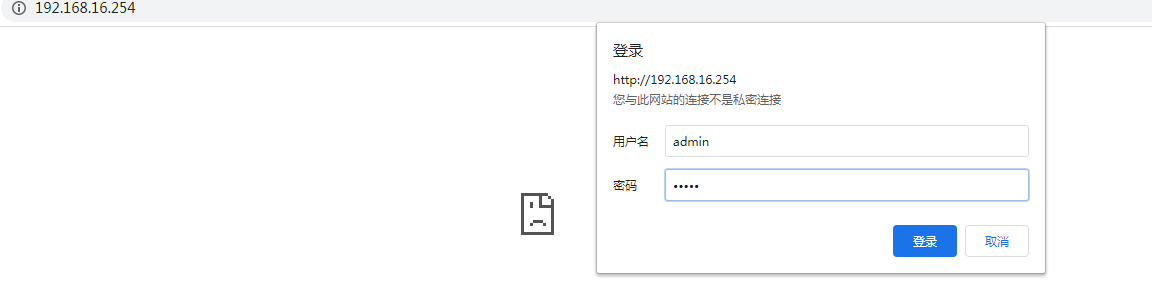 192.168.16.254
登录
http://192.168.16.254
您与此网站的连接不是私密连接
用户名 admin
密码 •••••
登录 取消